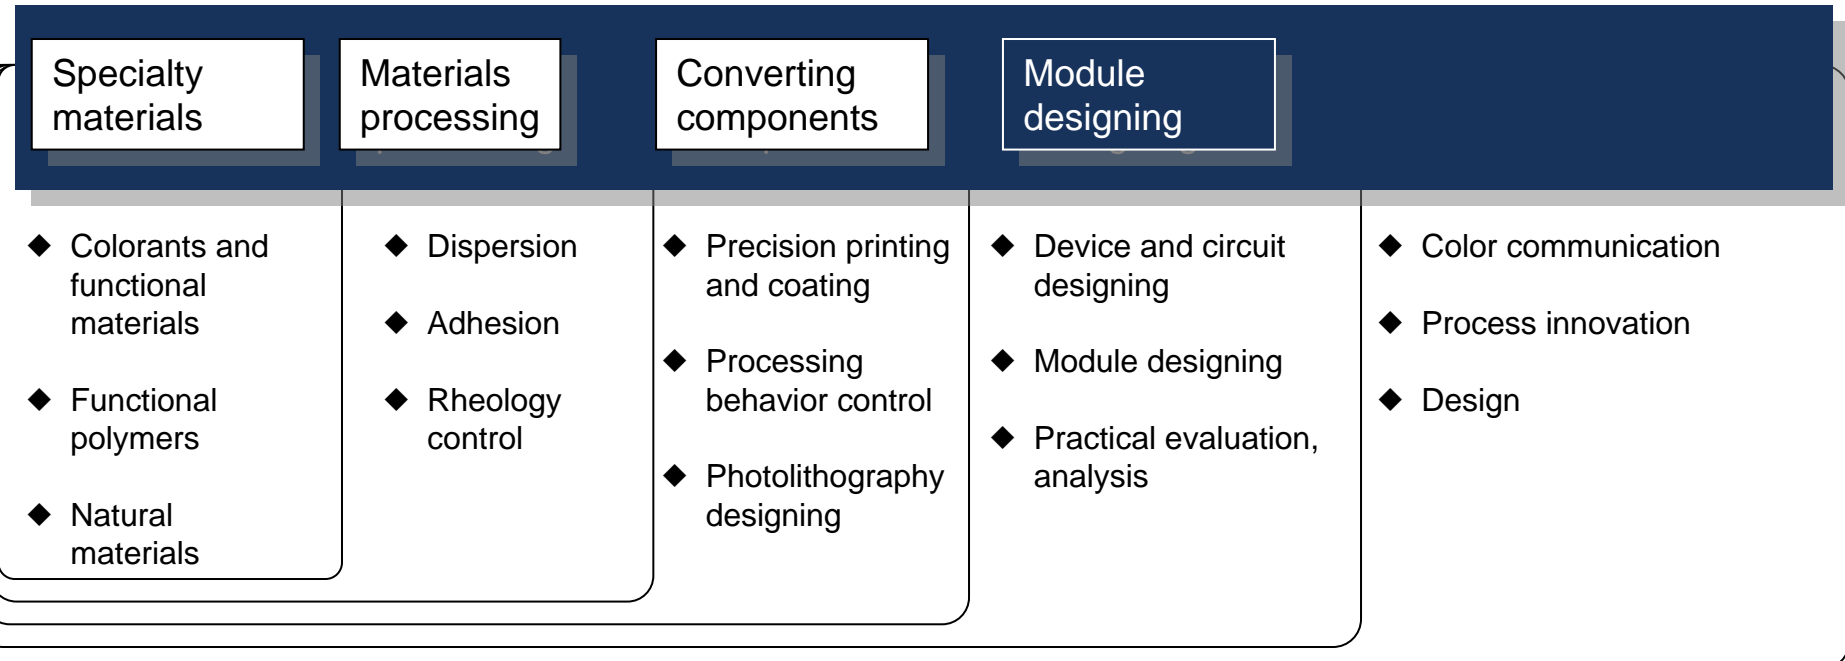 Specialty
materials
Materials
processing
Converting
components
Module
designing
◆ Colorants and
functional
materials
◆ Functional
polymers
◆ Natural
materials
◆ Dispersion
◆ Adhesion
◆ Rheology
control
◆ Precision printing
and coating
◆ Processing
behavior control
◆ Photolithography
designing
◆ Device and circuit
designing
◆ Module designing
◆ Practical evaluation,
analysis
◆ Color communication
◆ Process innovation
◆ Design